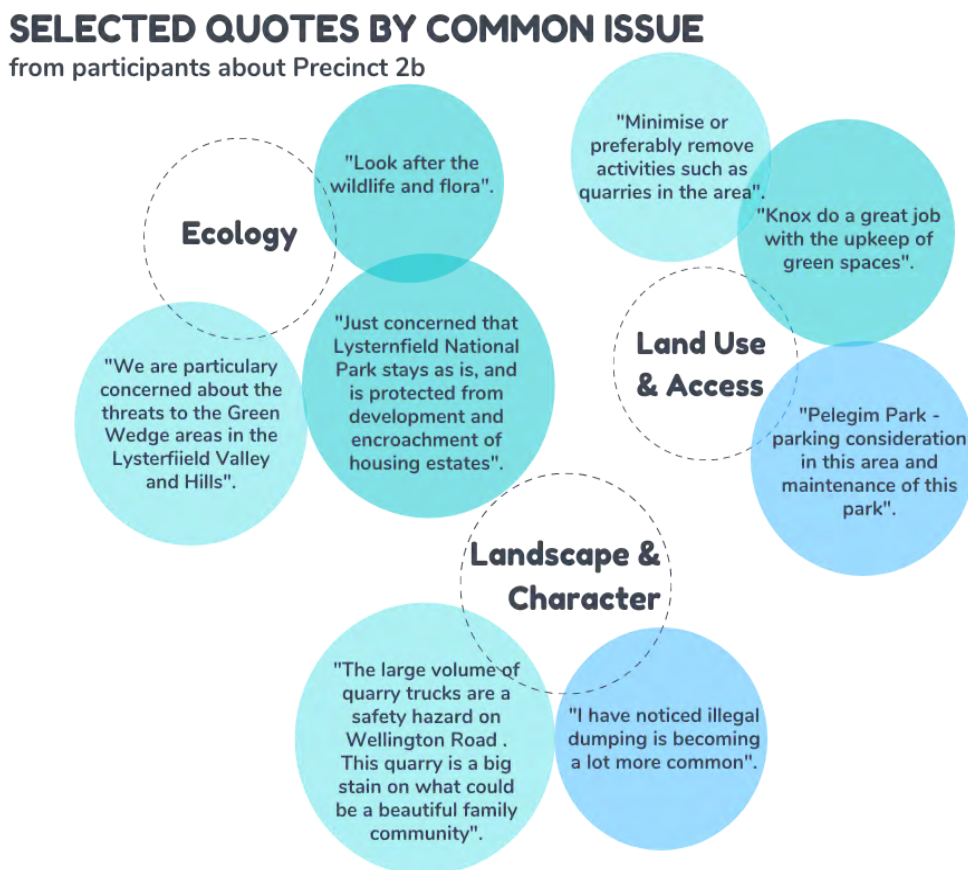 SELECTED QUOTES BY COMMON ISSUE
from participants about Precinct 2b
Ecology
"Look after the
wildlife and flora".
"Just concerned that
Lysternfield National
Park stays as is, and
is protected from
development and
encroachment of
housing estates".
"We are particulary
concerned about the
threats to the Green
Wedge areas in the
Lysterfiield Valley
and Hills".
Land Use
& Access
"Minimise or
preferably remove
activities such as
quarries in the area".
"Knox do a great job
with the upkeep of
green spaces".
"Pelegim Park -
parking consideration
in this area and
maintenance of this
park".
Landscape &
Character
"The large volume of
quarry trucks are a
safety hazard on
Wellington Road .
This quarry is a big
stain on what could
be a beautiful family
community".
"I have noticed illegal
dumping is becoming
a lot more common".